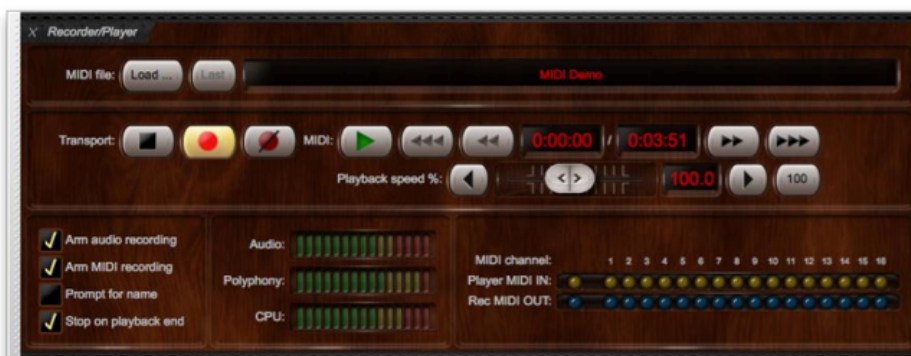 X Recorder/Player
MIDI file: Load ... Last MIDI Demo
Transport: MIDI: 0:00:00 / 0:03:51
Playback speed %: < > 100.0 100
Arm audio recording
Arm MIDI recording
Prompt for name
Stop on playback end
Audio:
Polyphony:
CPU:
MIDI channel: 1 2 3 4 5 6 7 8 9 10 11 12 13 14 15 16
Player MIDI IN:
Rec MIDI OUT: